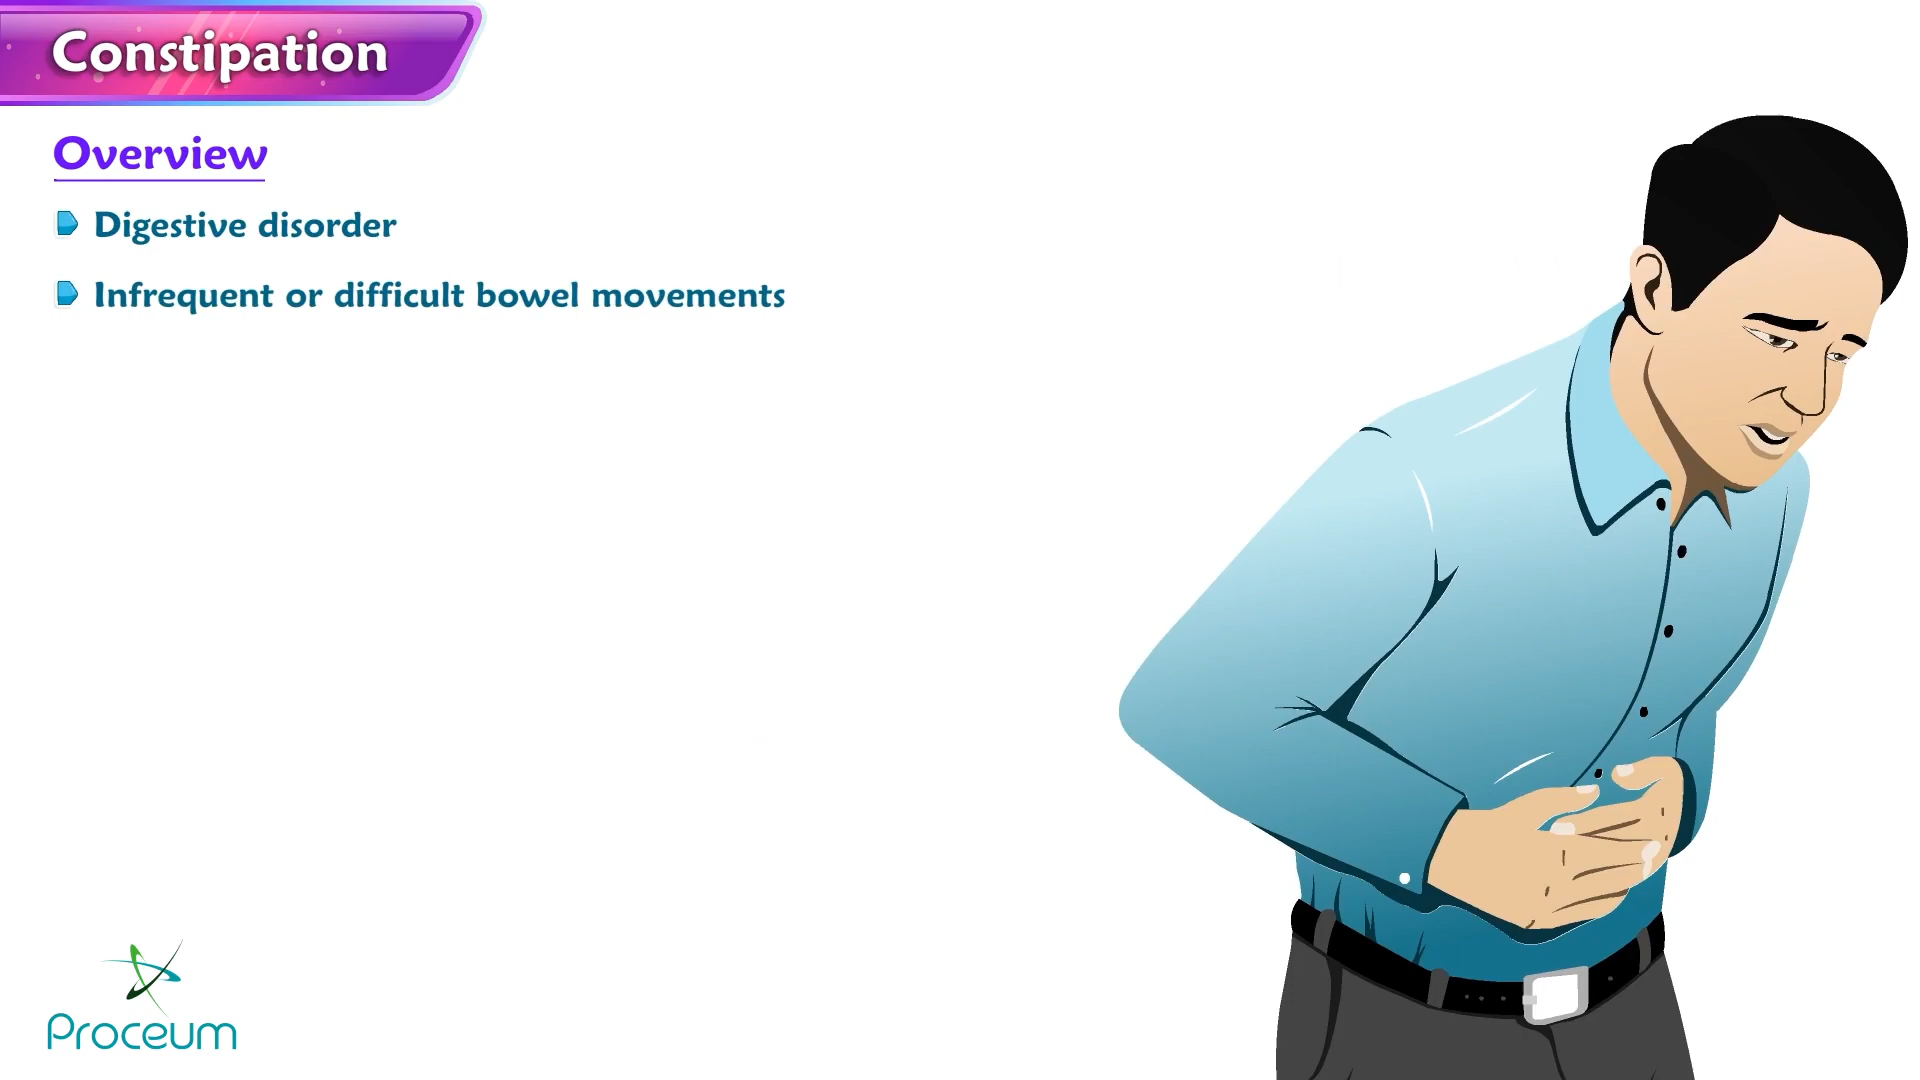 Constipation
Overview
Digestive disorder
Infrequent or difficult bowel movements
Proceum